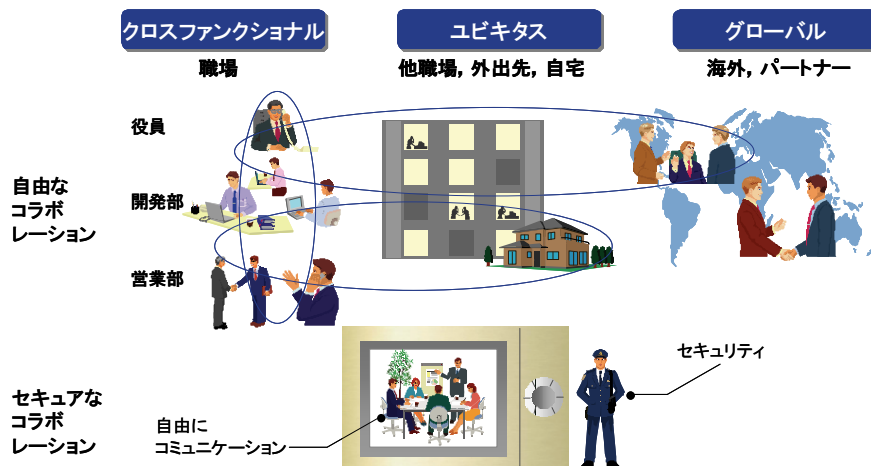 クロスファンクショナル
ユビキタス
グローバル
職場
他職場，外出先，自宅
海外，パートナー
役員
自由な
コラボ
レーション
開発部
営業部
セキュリティ
セキュアな
コラボ
レーション
自由に
コミュニケーション